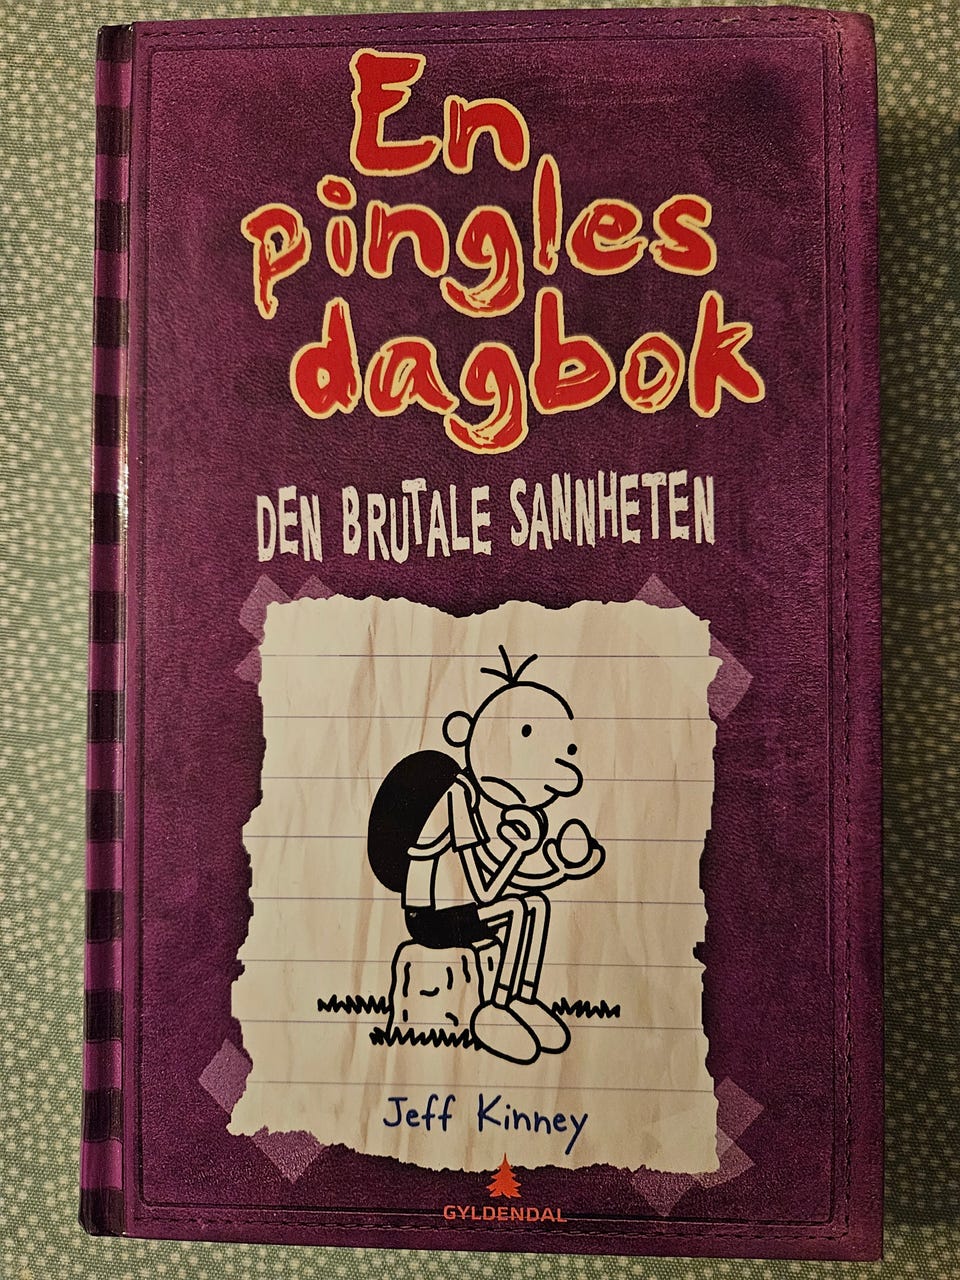 En
pingles
dagbok
DEN BRUTALE SANNHETEN
Jeff Kinney
GYLDENDAL